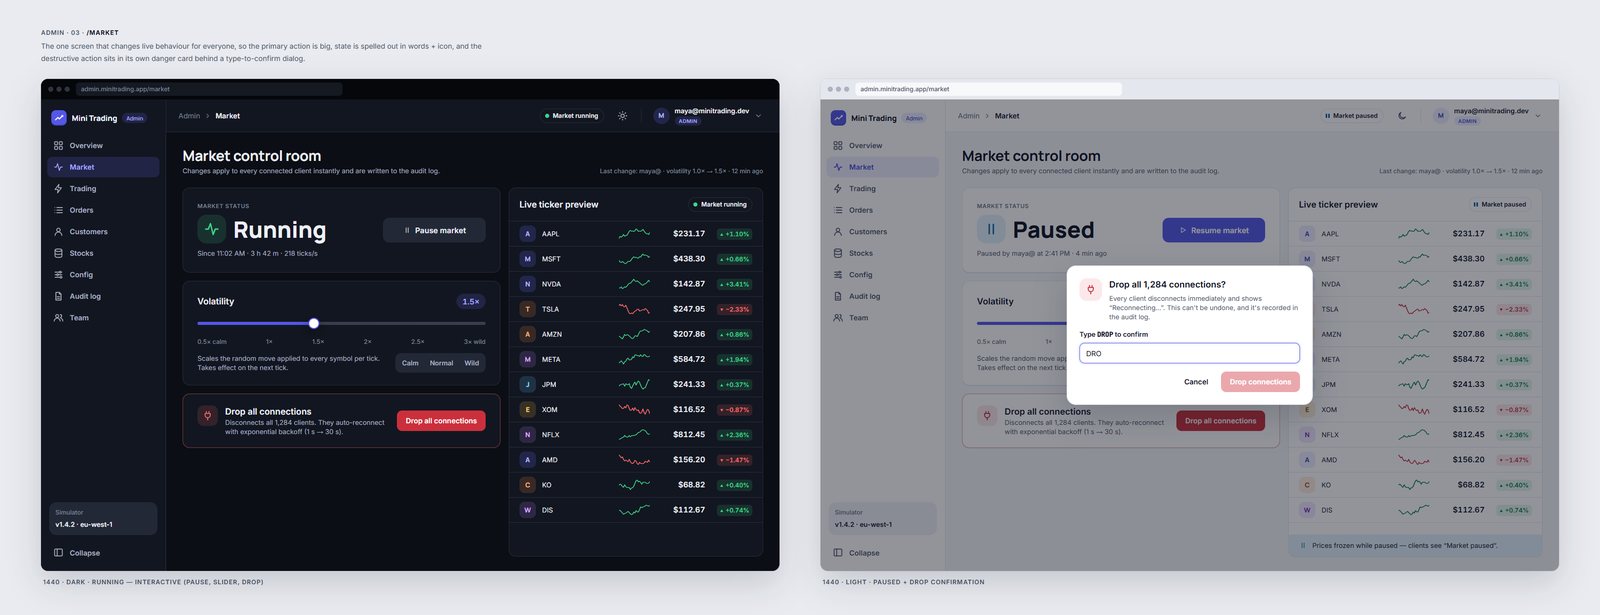 ADMIN · 03 · /MARKET
The one screen that changes live behaviour for everyone, so the primary action is big, state is spelled out in words + icon, and the
destructive action sits in its own danger card behind a type-to-confirm dialog.
admin.minitrading.app/market
Mini Trading Admin
Admin > Market
Market running
M
maya@minitrading.dev
ADMIN
Overview
Market
Trading
Orders
Customers
Stocks
Config
Audit log
Team
Simulator
v1.4.2 · eu-west-1
Collapse
Market control room
Changes apply to every connected client instantly and are written to the audit log.
Last change: maya@ · volatility 1.0× → 1.5× · 12 min ago
MARKET STATUS
Running
Pause market
Since 11:02 AM · 3 h 42 m · 218 ticks/s
Volatility
1.5×
0.5× calm 1× 1.5× 2× 2.5× 3× wild
Scales the random move applied to every symbol per tick.
Takes effect on the next tick.
Calm Normal Wild
Drop all connections
Disconnects all 1,284 clients. They auto-reconnect
with exponential backoff (1 s → 30 s).
Drop all connections
Live ticker preview
Market running
A AAPL $231.17 ▲ +1.10%
M MSFT $438.30 ▲ +0.66%
N NVDA $142.87 ▲ +3.41%
T TSLA $247.95 ▼ −2.33%
A AMZN $207.86 ▲ +0.86%
M META $584.72 ▲ +1.94%
J JPM $241.33 ▲ +0.37%
E XOM $116.52 ▼ −0.87%
N NFLX $812.45 ▲ +2.36%
A AMD $156.20 ▼ −1.47%
C KO $68.82 ▲ +0.40%
W DIS $112.67 ▲ +0.74%
1440 · DARK · RUNNING — INTERACTIVE (PAUSE, SLIDER, DROP)
admin.minitrading.app/market
Mini Trading Admin
Admin > Market
Market paused
M
maya@minitrading.dev
ADMIN
Overview
Market
Trading
Orders
Customers
Stocks
Config
Audit log
Team
Simulator
v1.4.2 · eu-west-1
Collapse
Market control room
Changes apply to every connected client instantly and are written to the audit log.
Last change: maya@ · volatility 1.0× → 1.5× · 12 min ago
MARKET STATUS
Paused
Resume market
Paused by maya@ at 2:41 PM · 4 min ago
Volatility
0.5× calm 1×
Scales the random move app
Takes effect on the next tick
Drop all connections
Disconnects all 1,284 clients. They auto-reconnect
with exponential backoff (1 s → 30 s).
Drop all connections
Drop all 1,284 connections?
Every client disconnects immediately and shows
“Reconnecting…”. This can’t be undone, and it’s recorded in
the audit log.
Type DROP to confirm
DRO
Cancel
Drop connections
Live ticker preview
Market paused
A AAPL $231.17 ▲ +1.10%
M MSFT $438.30 ▲ +0.66%
NVDA $142.87 ▲ +3.41%
TSLA $247.95 ▼ −2.33%
AMZN $207.86 ▲ +0.86%
META $584.72 ▲ +1.94%
JPM $241.33 ▲ +0.37%
E XOM $116.52 ▼ −0.87%
N NFLX $812.45 ▲ +2.36%
A AMD $156.20 ▼ −1.47%
C KO $68.82 ▲ +0.40%
W DIS $112.67 ▲ +0.74%
Prices frozen while paused — clients see “Market paused”.
1440 · LIGHT · PAUSED + DROP CONFIRMATION